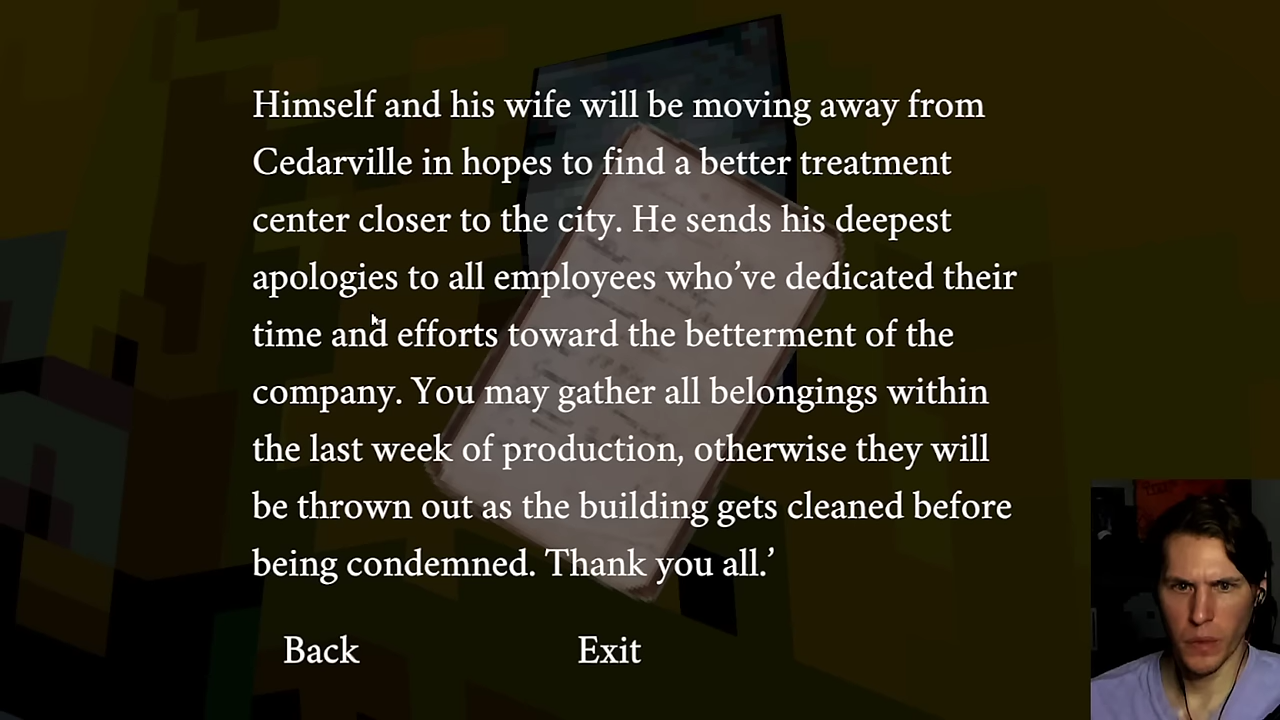 Himself and his wife will be moving away from
Cedarville in hopes to find a better treatment
center closer to the city. He sends his deepest
apologies to all employees who’ve dedicated their
time and efforts toward the betterment of the
company. You may gather all belongings within
the last week of production, otherwise they will
be thrown out as the building gets cleaned before
being condemned. Thank you all.’
Back Exit